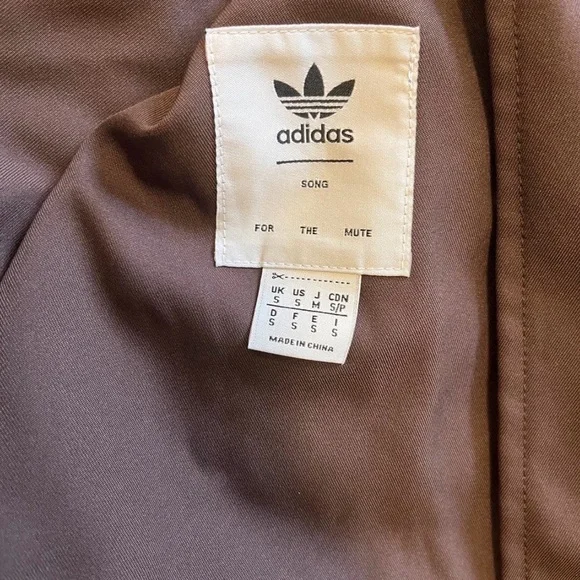 adidas
SONG
FOR THE MUTE
UK US J CDN
S S M S/P
D F E I
S S S S
MADE IN CHINA